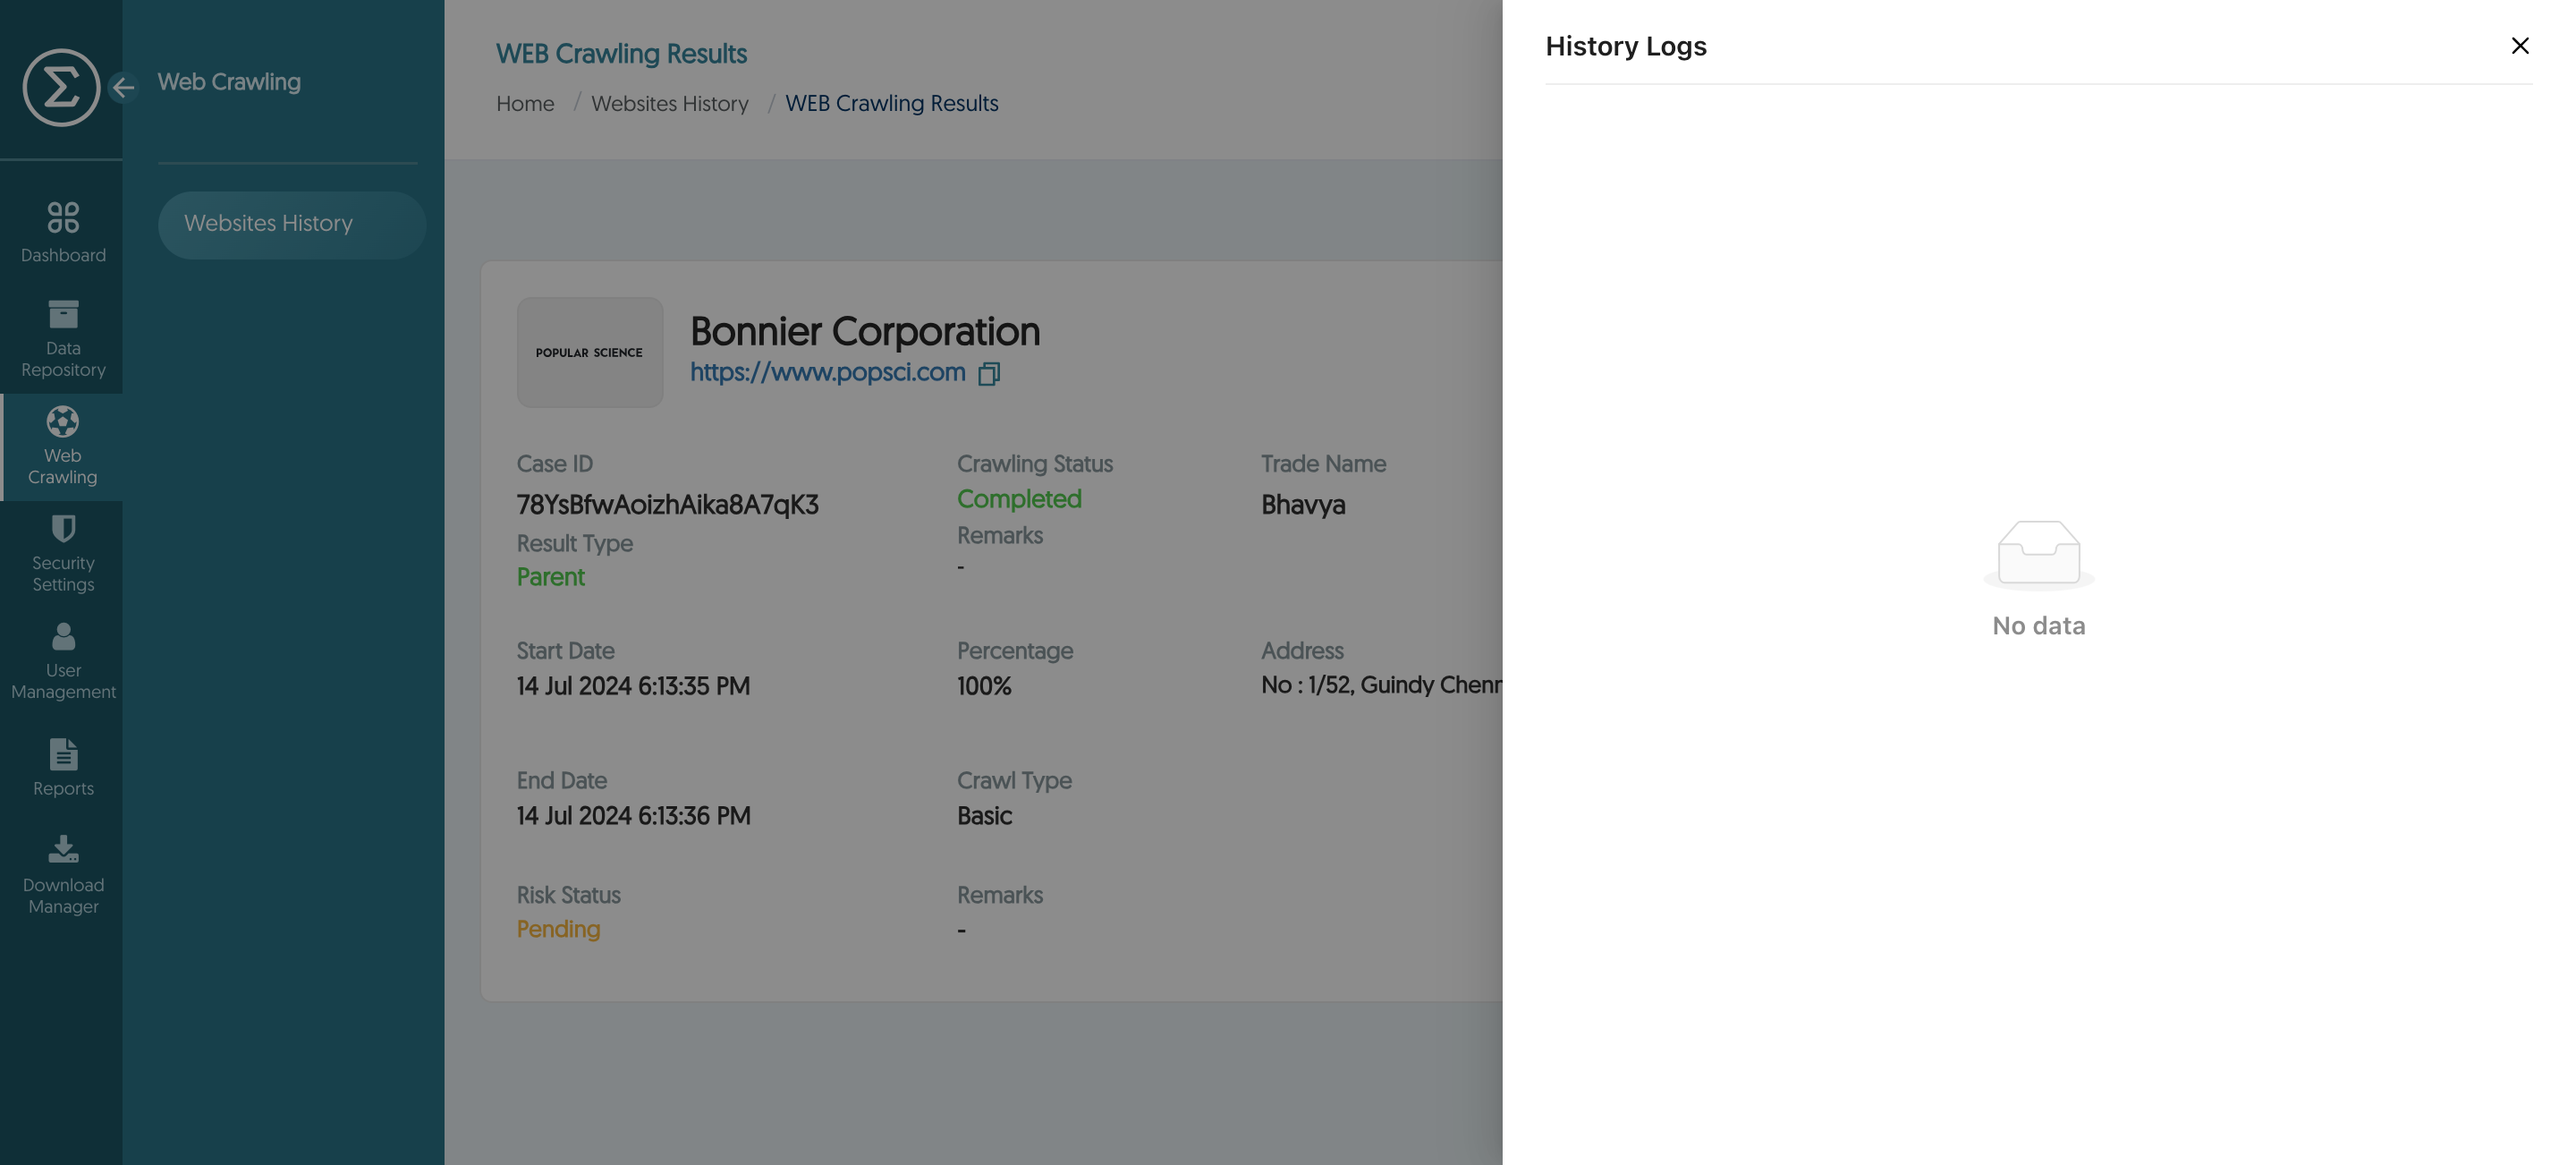 Web Crawling
Websites History
Dashboard
Data
Repository
Web
Crawling
Security
Settings
User
Management
Reports
Download
Manager
WEB Crawling Results
Home / Websites History / WEB Crawling Results
POPULAR SCIENCE
Bonnier Corporation
https://www.popsci.com
Case ID
78YsBfwAoizhAika8A7qK3
Result Type
Parent
Crawling Status
Completed
Remarks
-
Trade Name
Bhavya
Start Date
14 Jul 2024 6:13:35 PM
Percentage
100%
Address
No : 1/52, Guindy
End Date
14 Jul 2024 6:13:36 PM
Crawl Type
Basic
Risk Status
Pending
Remarks
-
History Logs
No data